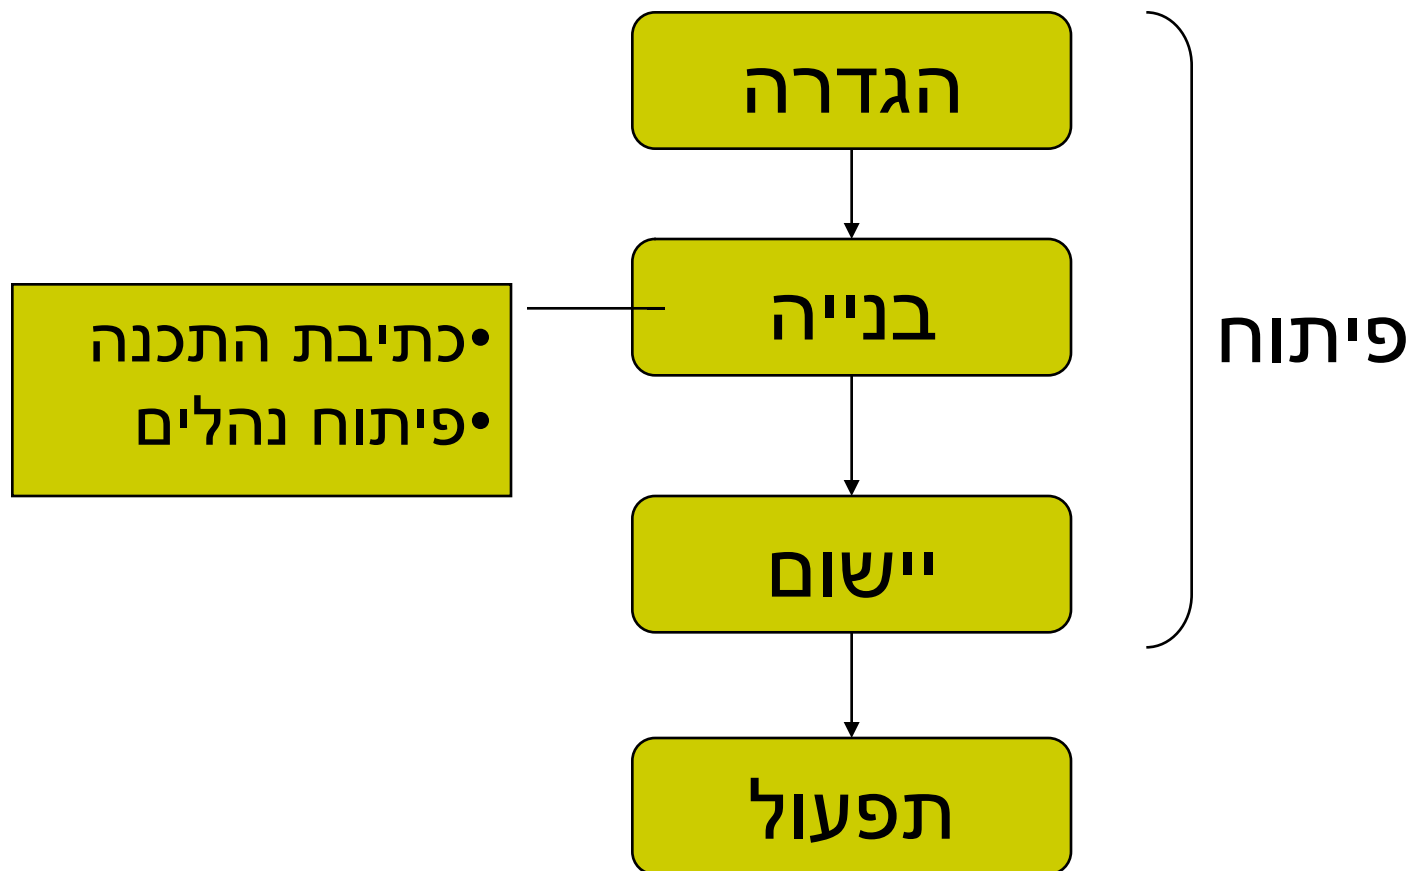 הגדרה
בנייה
פיתוח
•כתיבת התכנה
•פיתוח נהלים
יישום
תפעול